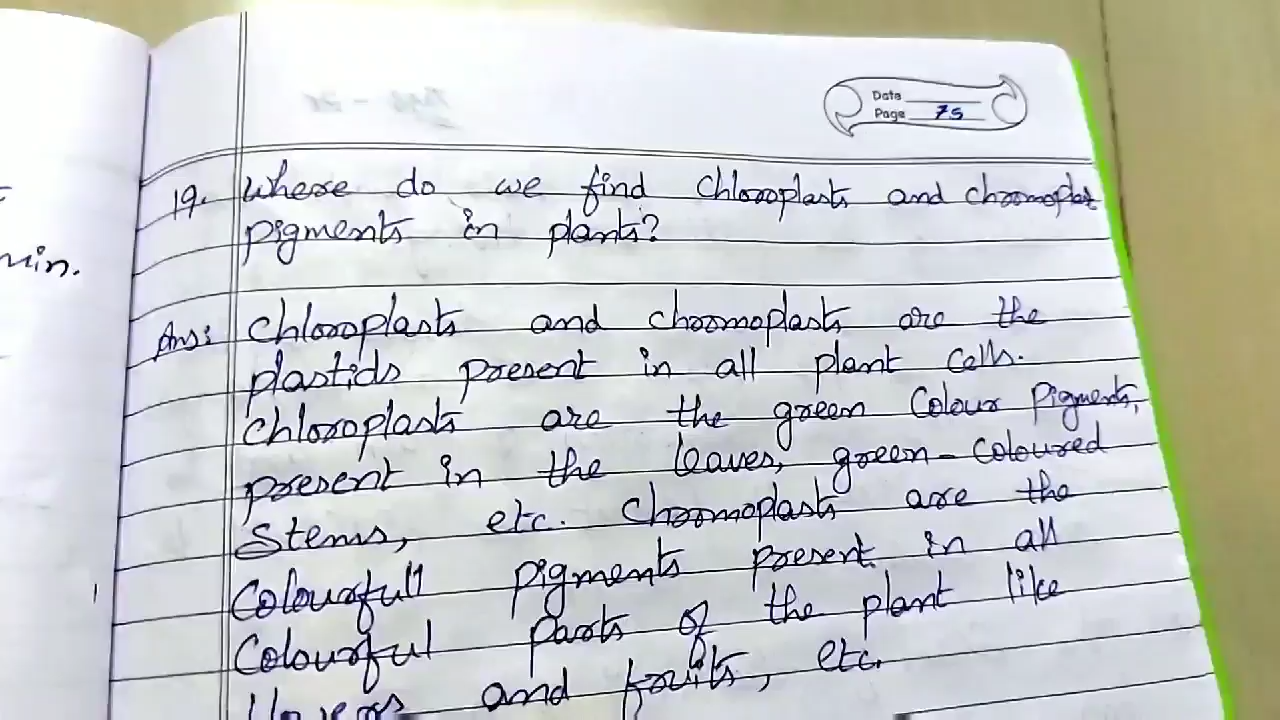 min.
Date
Page 75
19. Where do we find Chloroplasts and chromoplast
pigments in plants?
Ans: Chloroplasts and chromoplasts are the
plastids present in all plant cells.
Chloroplasts are the green Colour Pigments,
present in the leaves, green-coloured
Stems, etc. Chromoplasts are the
Colourfull pigments present in all
Colourful parts of the plant like
flowers and fruits, etc.